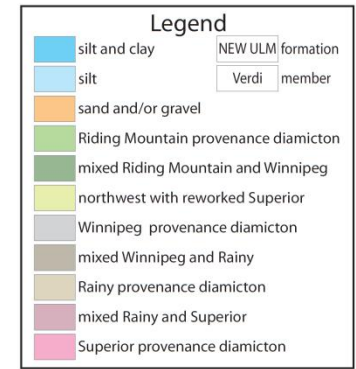 Legend
silt and clay NEW ULM formation
silt Verdi member
sand and/or gravel
Riding Mountain provenance diamicton
mixed Riding Mountain and Winnipeg
northwest with reworked Superior
Winnipeg provenance diamicton
mixed Winnipeg and Rainy
Rainy provenance diamicton
mixed Rainy and Superior
Superior provenance diamicton